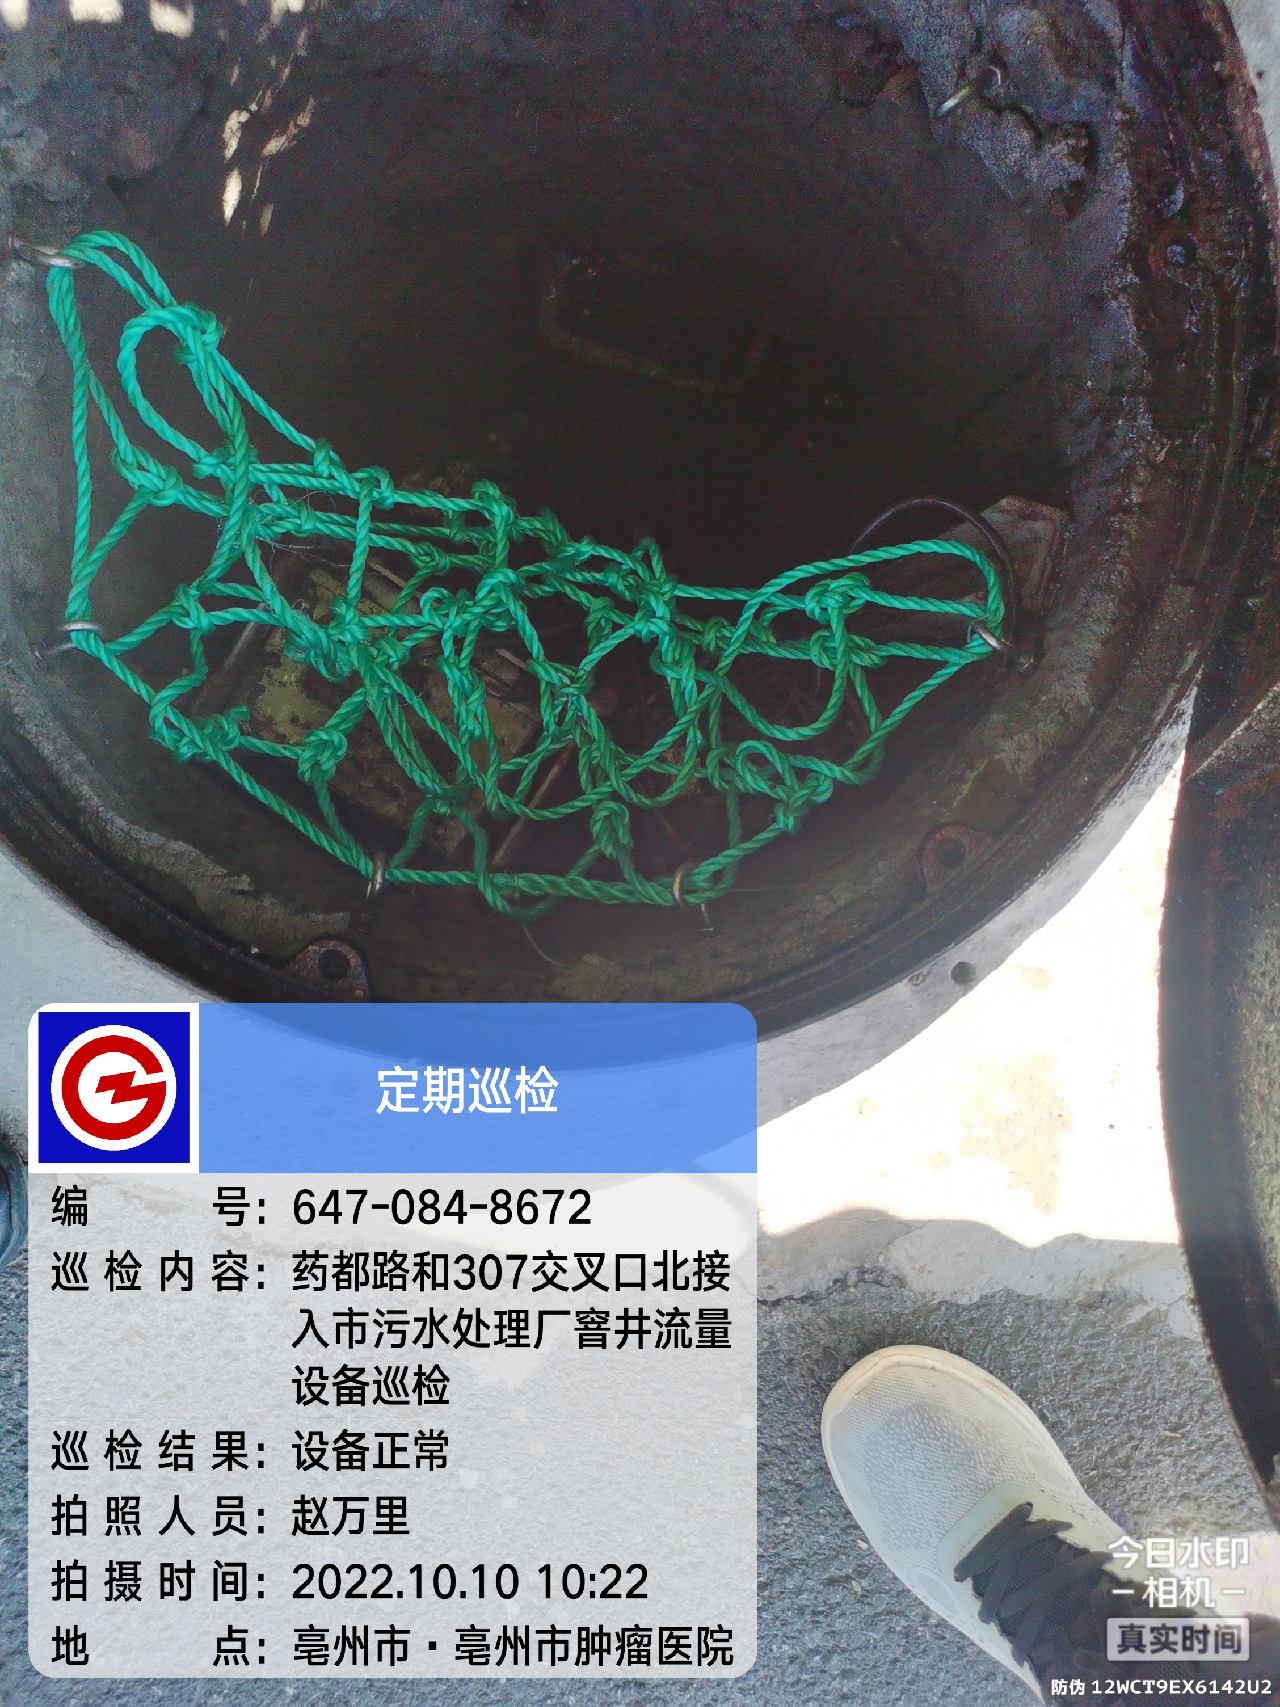 定期巡检
编号：647-084-8672
巡检内容：药都路和307交叉口北接
入市污水处理厂窨井流量
设备巡检
巡检结果：设备正常
拍照人员：赵万里
拍摄时间：2022.10.10 10:22
地点：亳州市·亳州市肿瘤医院
今日水印
-相机-
真实时间
防伪 12WCT9EX6142U2